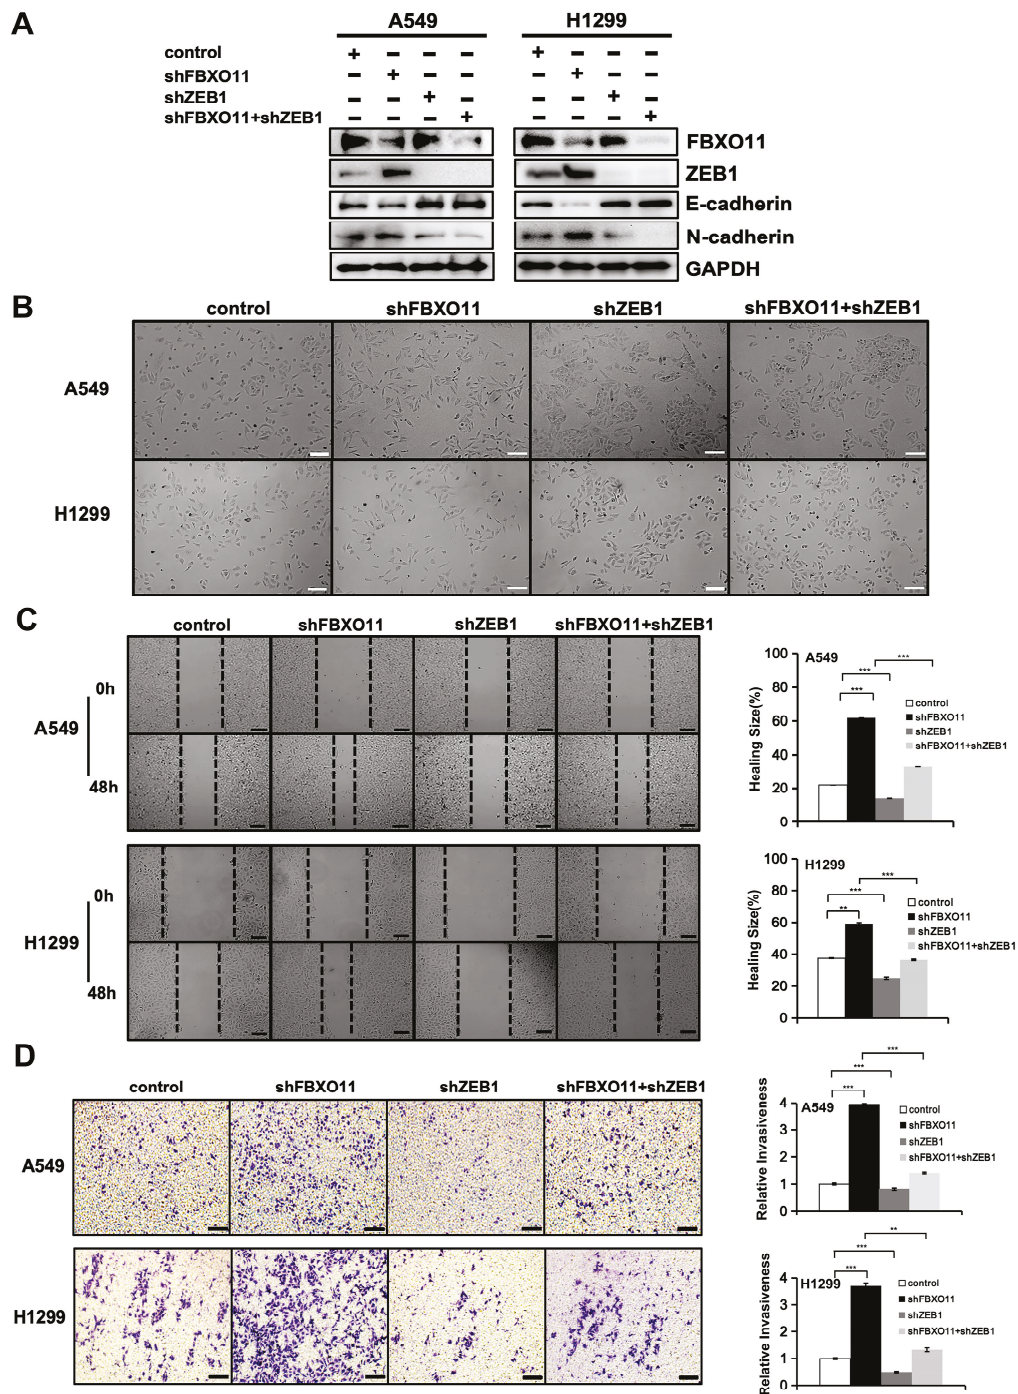 A
A549 H1299
control + − − − + − − −
shFBXO11 − + − − − + − −
shZEB1 − − + − − − + −
shFBXO11+shZEB1 − − − + − − − +
FBXO11
ZEB1
E-cadherin
N-cadherin
GAPDH
B
control shFBXO11 shZEB1 shFBXO11+shZEB1
A549
H1299
C
control shFBXO11 shZEB1 shFBXO11+shZEB1
0h
A549
48h
0h
H1299
48h
A549
Healing Size(%)
100
80
60
40
20
0
***
***
***
control
shFBXO11
shZEB1
shFBXO11+shZEB1
H1299
Healing Size(%)
100
80
60
40
20
0
***
***
**
control
shFBXO11
shZEB1
shFBXO11+shZEB1
D
control shFBXO11 shZEB1 shFBXO11+shZEB1
A549
H1299
A549
Relative Invasiveness
4
3
2
1
0
***
***
***
control
shFBXO11
shZEB1
shFBXO11+shZEB1
H1299
Relative Invasiveness
4
3
2
1
0
**
***
***
control
shFBXO11
shZEB1
shFBXO11+shZEB1